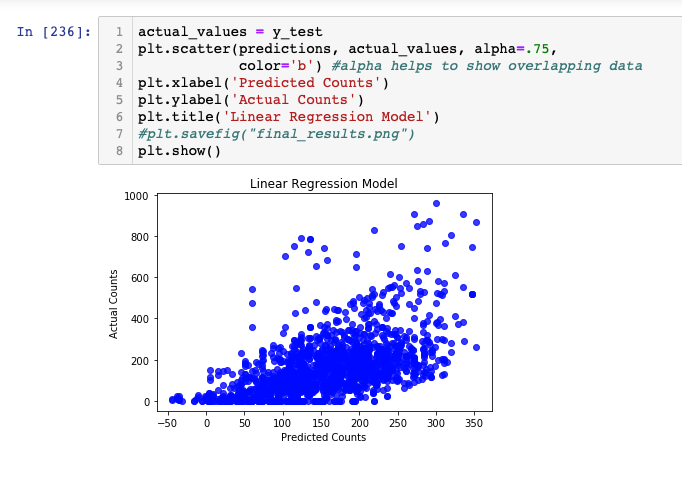 In [236]:
1 actual_values = y_test
2 plt.scatter(predictions, actual_values, alpha=.75,
3             color='b') #alpha helps to show overlapping data
4 plt.xlabel('Predicted Counts')
5 plt.ylabel('Actual Counts')
6 plt.title('Linear Regression Model')
7 #plt.savefig("final_results.png")
8 plt.show()
Linear Regression Model
Actual Counts
1000
800
600
400
200
0
−50 0 50 100 150 200 250 300 350
Predicted Counts